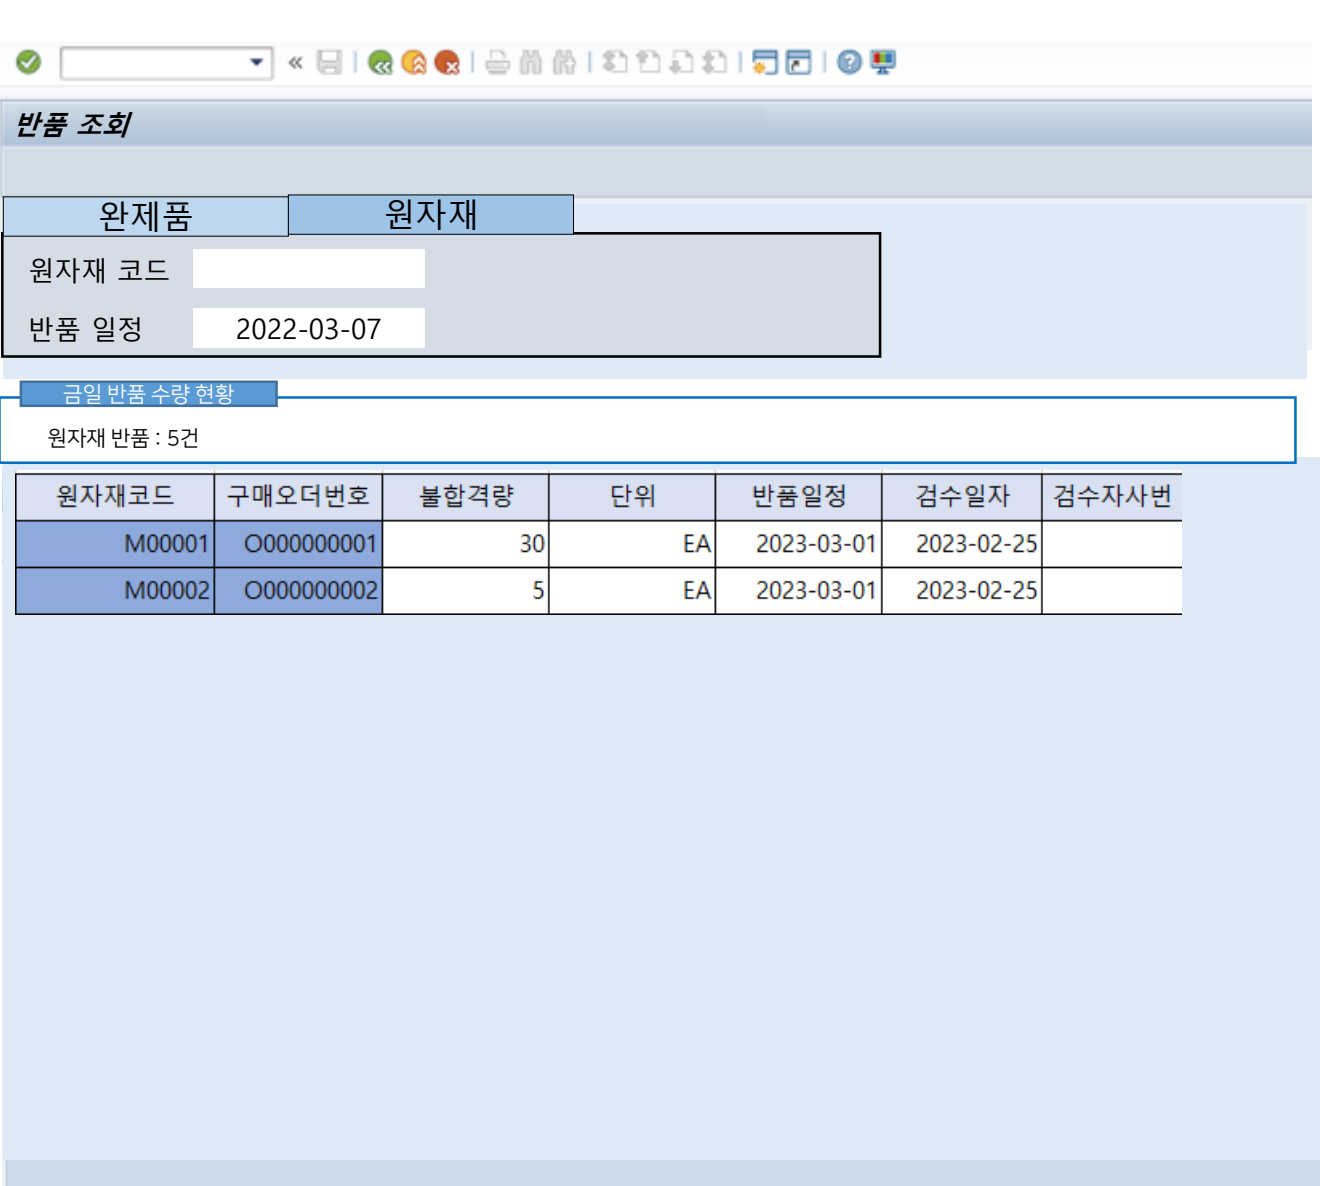 반품 조회
완제품 원자재
원자재 코드
반품 일정 2022-03-07
금일 반품 수량 현황
원자재 반품 : 5건
원자재코드 구매오더번호 불합격량 단위 반품일정 검수일자 검수자사번
M00001 O000000001 30 EA 2023-03-01 2023-02-25
M00002 O000000002 5 EA 2023-03-01 2023-02-25